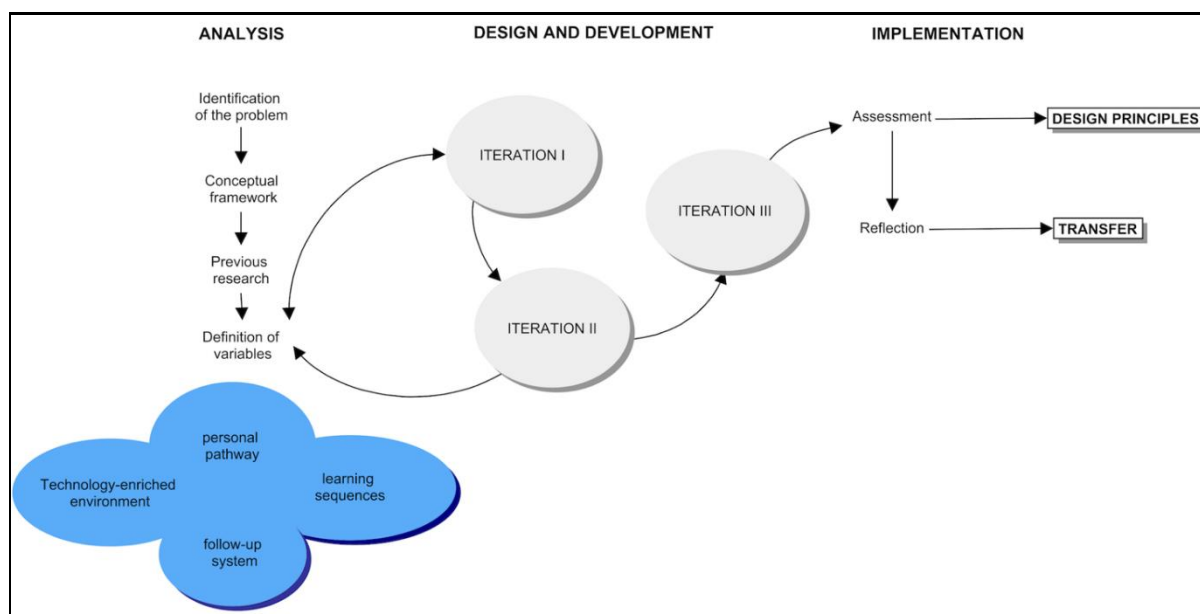 ANALYSIS
DESIGN AND DEVELOPMENT
IMPLEMENTATION
Identification
of the problem
Conceptual
framework
Previous
research
Definition of
variables
personal
pathway
Technology-enriched
environment
learning
sequences
follow-up
system
ITERATION I
ITERATION II
ITERATION III
Assessment
DESIGN PRINCIPLES
Reflection
TRANSFER